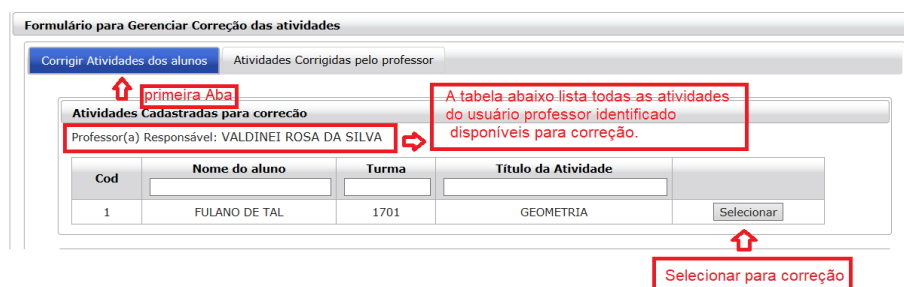 Formulário para Gerenciar Correção das atividades
Corrigir Atividades dos alunos
Atividades Corrigidas pelo professor
primeira Aba
A tabela abaixo lista todas as atividades
do usuário professor identificado
disponíveis para correção.
Atividades Cadastradas para correcão
Professor(a) Responsável: VALDINEI ROSA DA SILVA
Cod Nome do aluno Turma Título da Atividade
1 FULANO DE TAL 1701 GEOMETRIA Selecionar
Selecionar para correção